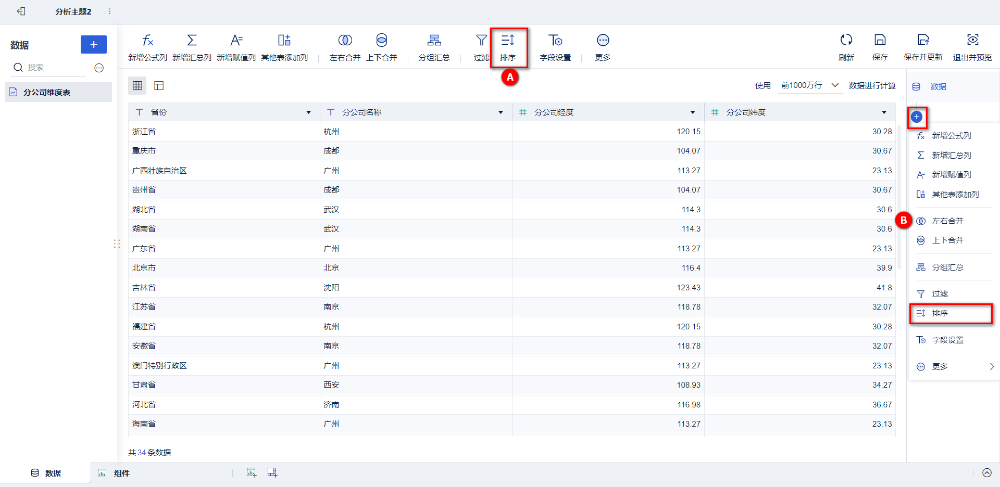 分析主题2
数据
搜索
分公司维度表
新增公式列 新增汇总列 新增赋值列 其他表添加列 左右合并 上下合并 分组汇总 过滤 排序 字段设置 更多 刷新 保存 保存并更新 退出并预览
A
使用 前1000万行 数据进行计算
省份 分公司名称 分公司经度 分公司纬度
浙江省 杭州 120.15 30.28
重庆市 成都 104.07 30.67
广西壮族自治区 广州 113.27 23.13
贵州省 成都 104.07 30.67
湖北省 武汉 114.3 30.6
湖南省 武汉 114.3 30.6
广东省 广州 113.27 23.13
北京市 北京 116.4 39.9
吉林省 沈阳 123.43 41.8
江苏省 南京 118.78 32.07
福建省 杭州 120.15 30.28
安徽省 南京 118.78 32.07
澳门特别行政区 广州 113.27 23.13
甘肃省 西安 108.93 34.27
河北省 济南 116.98 36.67
海南省 广州 113.27 23.13
共 34 条数据
数据
新增公式列
新增汇总列
新增赋值列
其他表添加列
B
左右合并
上下合并
分组汇总
过滤
排序
字段设置
更多
数据 组件